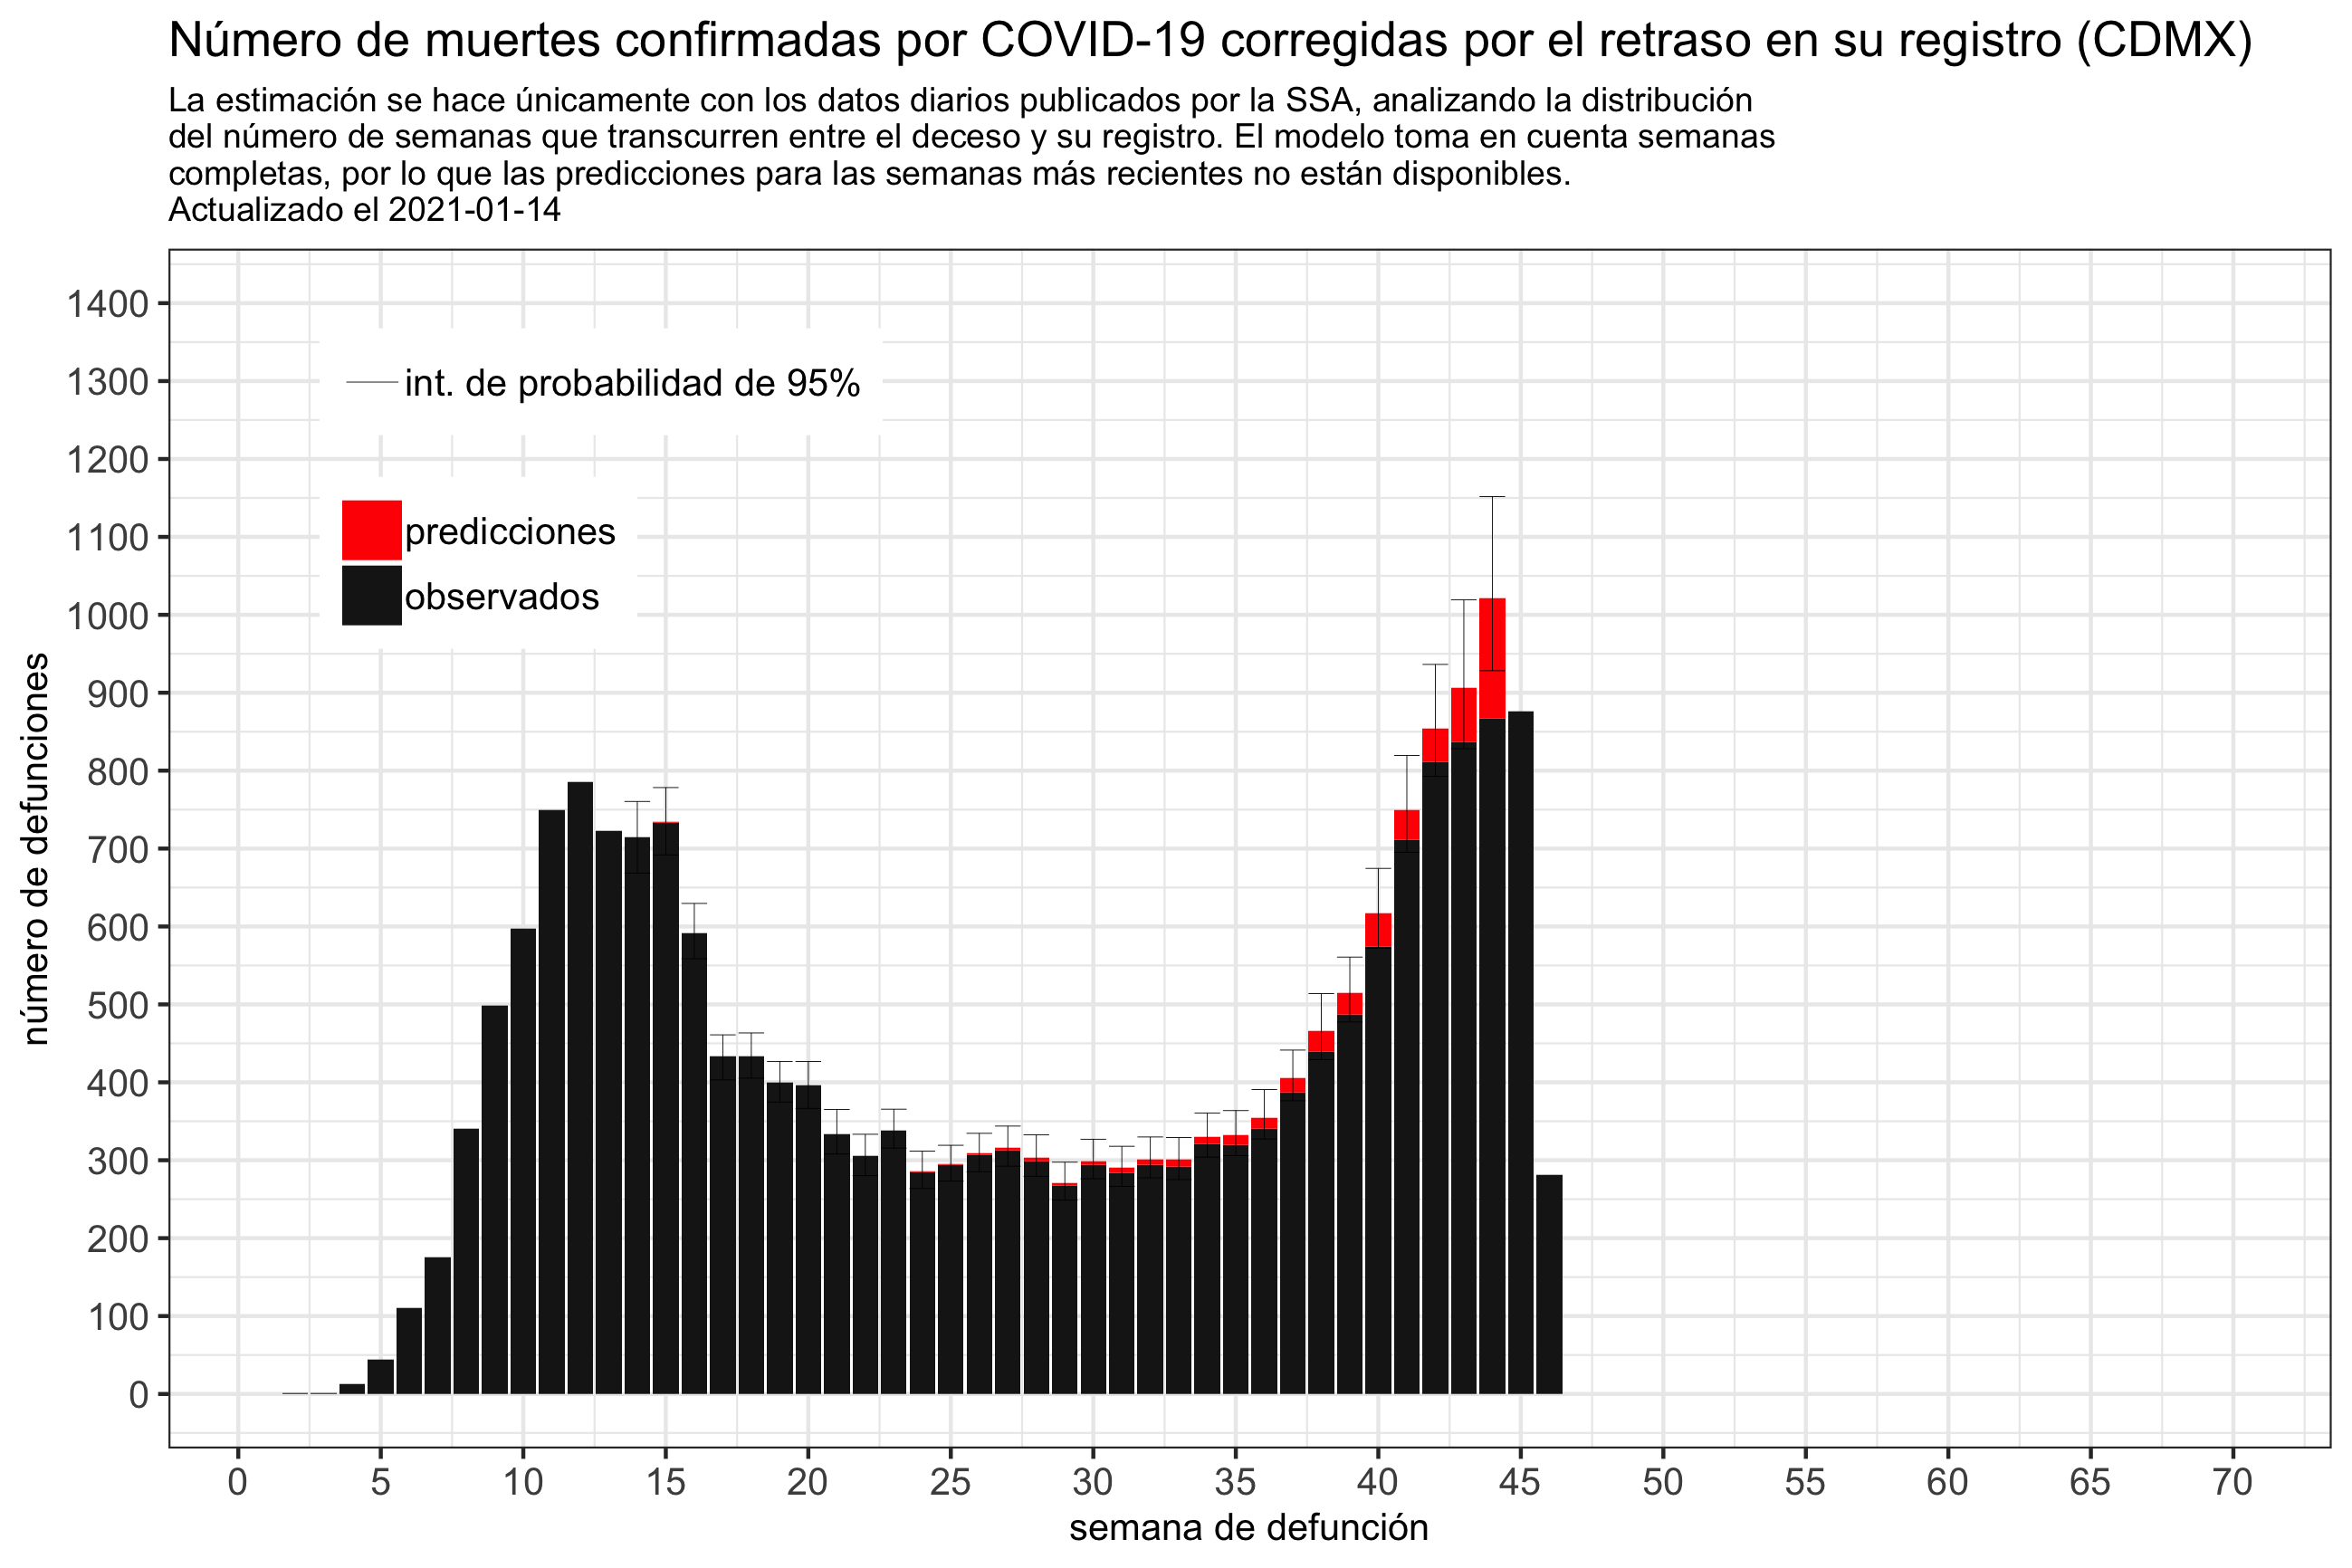 Número de muertes confirmadas por COVID-19 corregidas por el retraso en su registro (CDMX)
La estimación se hace únicamente con los datos diarios publicados por la SSA, analizando la distribución
del número de semanas que transcurren entre el deceso y su registro. El modelo toma en cuenta semanas
completas, por lo que las predicciones para las semanas más recientes no están disponibles.
Actualizado el 2021-01-14
1400
1300
1200
1100
1000
900
800
700
600
500
400
300
200
100
0
número de defunciones
int. de probabilidad de 95%
predicciones
observados
0 5 10 15 20 25 30 35 40 45 50 55 60 65 70
semana de defunción